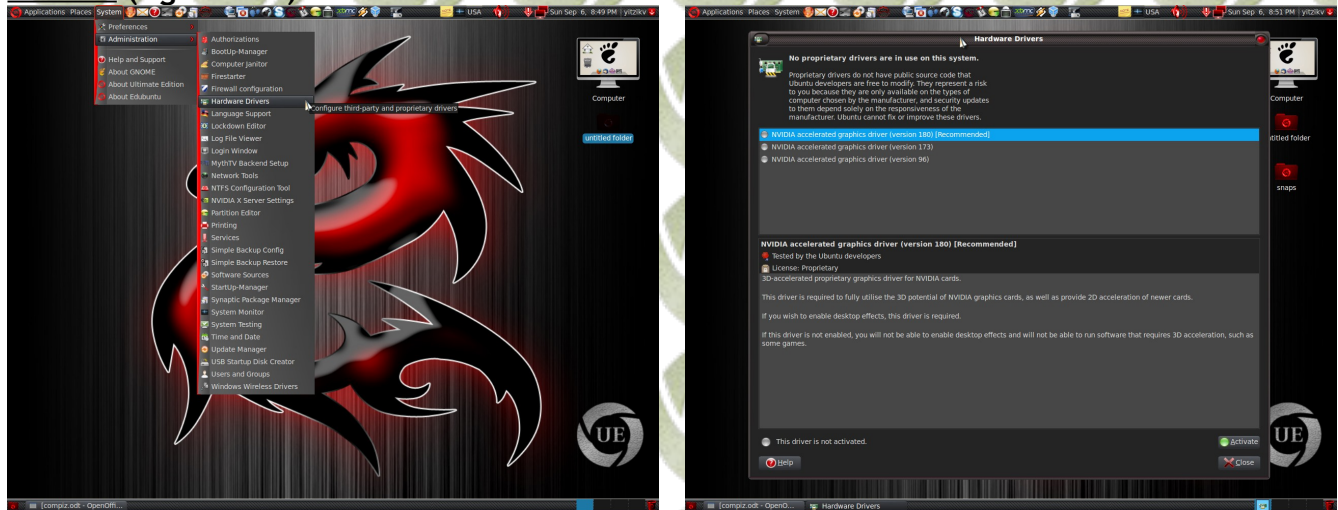 Applications Places System USA Sun Sep 6, 8:49 PM yitzikv
Preferences
Administration
Help and Support
About GNOME
About Ultimate Edition
About Edubuntu
Authorizations
BootUp-Manager
Computer Janitor
Firestarter
Firewall configuration
Hardware Drivers
Configure third-party and proprietary drivers
Language Support
Lockdown Editor
Log File Viewer
Login Window
MythTV Backend Setup
Network Tools
NTFS Configuration Tool
NVIDIA X Server Settings
Partition Editor
Printing
Services
Simple Backup Config
Simple Backup Restore
Software Sources
StartUp-Manager
Synaptic Package Manager
System Monitor
System Testing
Time and Date
Update Manager
USB Startup Disk Creator
Users and Groups
Windows Wireless Drivers
Computer
untitled folder
UE
[compiz.odt - OpenOffi...
Applications Places System USA Sun Sep 6, 8:51 PM yitzikv
Hardware Drivers
No proprietary drivers are in use on this system.
Proprietary drivers do not have public source code that
Ubuntu developers are free to modify. They represent a risk
to you because they are only available on the types of
computer chosen by the manufacturer, and security updates
to them depend solely on the responsiveness of the
manufacturer. Ubuntu cannot fix or improve these drivers.
NVIDIA accelerated graphics driver (version 180) [Recommended]
NVIDIA accelerated graphics driver (version 173)
NVIDIA accelerated graphics driver (version 96)
NVIDIA accelerated graphics driver (version 180) [Recommended]
Tested by the Ubuntu developers
License: Proprietary
3D-accelerated proprietary graphics driver for NVIDIA cards.
This driver is required to fully utilise the 3D potential of NVIDIA graphics cards, as well as provide 2D acceleration of newer cards.
If you wish to enable desktop effects, this driver is required.
If this driver is not enabled, you will not be able to enable desktop effects and will not be able to run software that requires 3D acceleration, such as
some games.
This driver is not activated.
Activate
Help
Close
Computer
titled folder
snaps
UE
[compiz.odt - OpenO...
Hardware Drivers